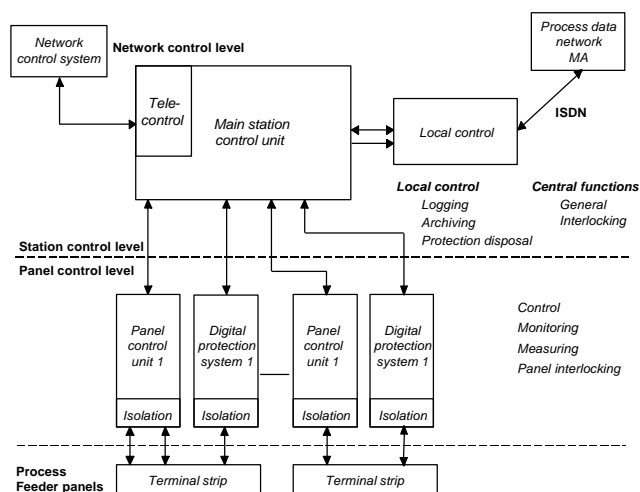 Network
control system
Network control level
Process data
network
MA
Tele-
control
Main station
control unit
Local control
ISDN
Local control
Logging
Archiving
Protection disposal
Central functions
General
Interlocking
Station control level
Panel control level
Panel
control
unit 1
Digital
protection
system 1
Panel
control
unit 1
Digital
protection
system 1
Control
Monitoring
Measuring
Panel interlocking
Isolation
Isolation
Isolation
Isolation
Process
Feeder panels
Terminal strip
Terminal strip